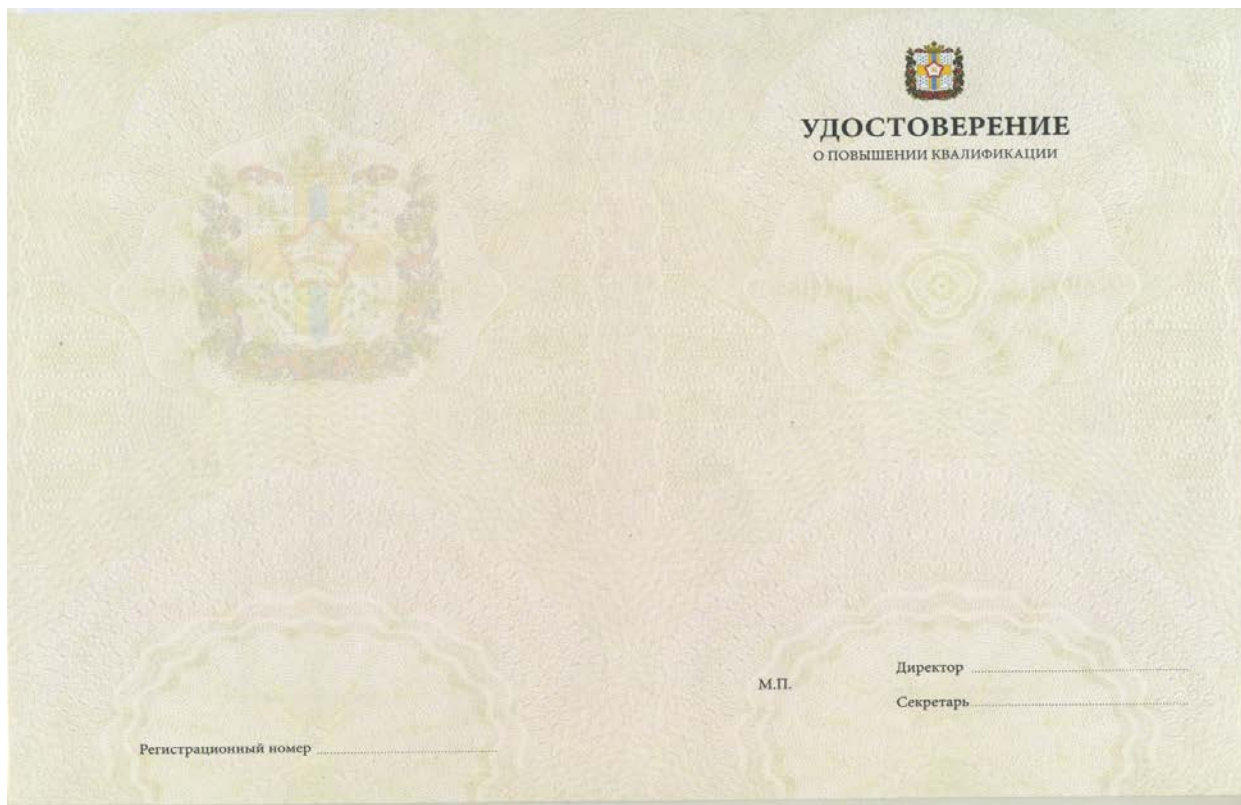 УДОСТОВЕРЕНИЕ
О ПОВЫШЕНИИ КВАЛИФИКАЦИИ
Директор
М.П.
Секретарь
Регистрационный номер